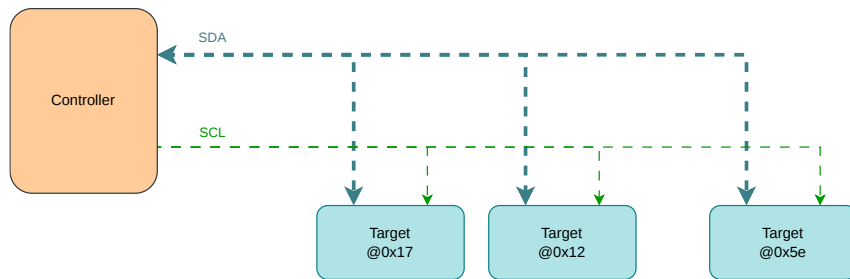 SDA
Controller
SCL
Target
@0x17
Target
@0x12
Target
@0x5e